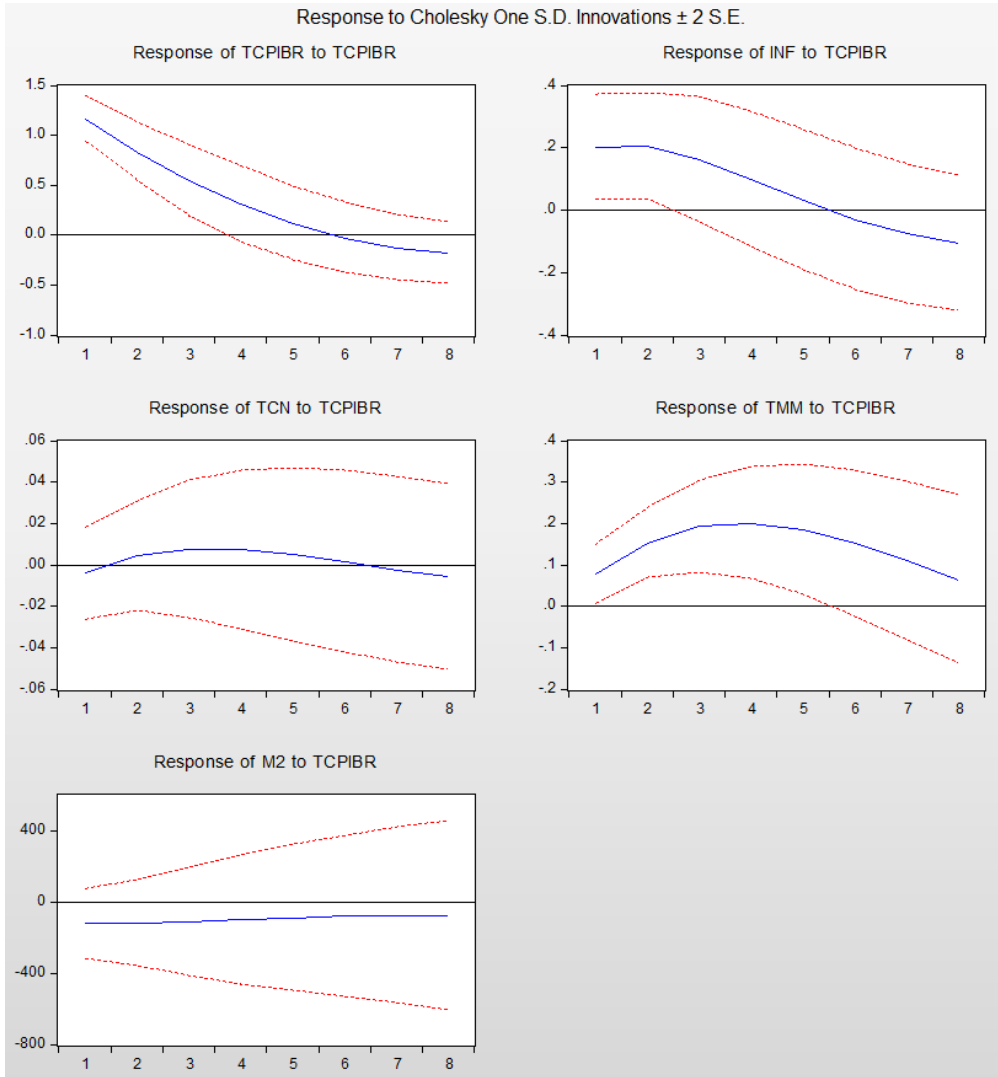 Response to Cholesky One S.D. Innovations ± 2 S.E.
Response of TCPIBR to TCPIBR
1.5
1.0
0.5
0.0
-0.5
-1.0
1 2 3 4 5 6 7 8
Response of INF to TCPIBR
.4
.2
.0
-.2
-.4
1 2 3 4 5 6 7 8
Response of TCN to TCPIBR
.06
.04
.02
.00
-.02
-.04
-.06
1 2 3 4 5 6 7 8
Response of TMM to TCPIBR
.4
.3
.2
.1
.0
-.1
-.2
1 2 3 4 5 6 7 8
Response of M2 to TCPIBR
400
0
-400
-800
1 2 3 4 5 6 7 8